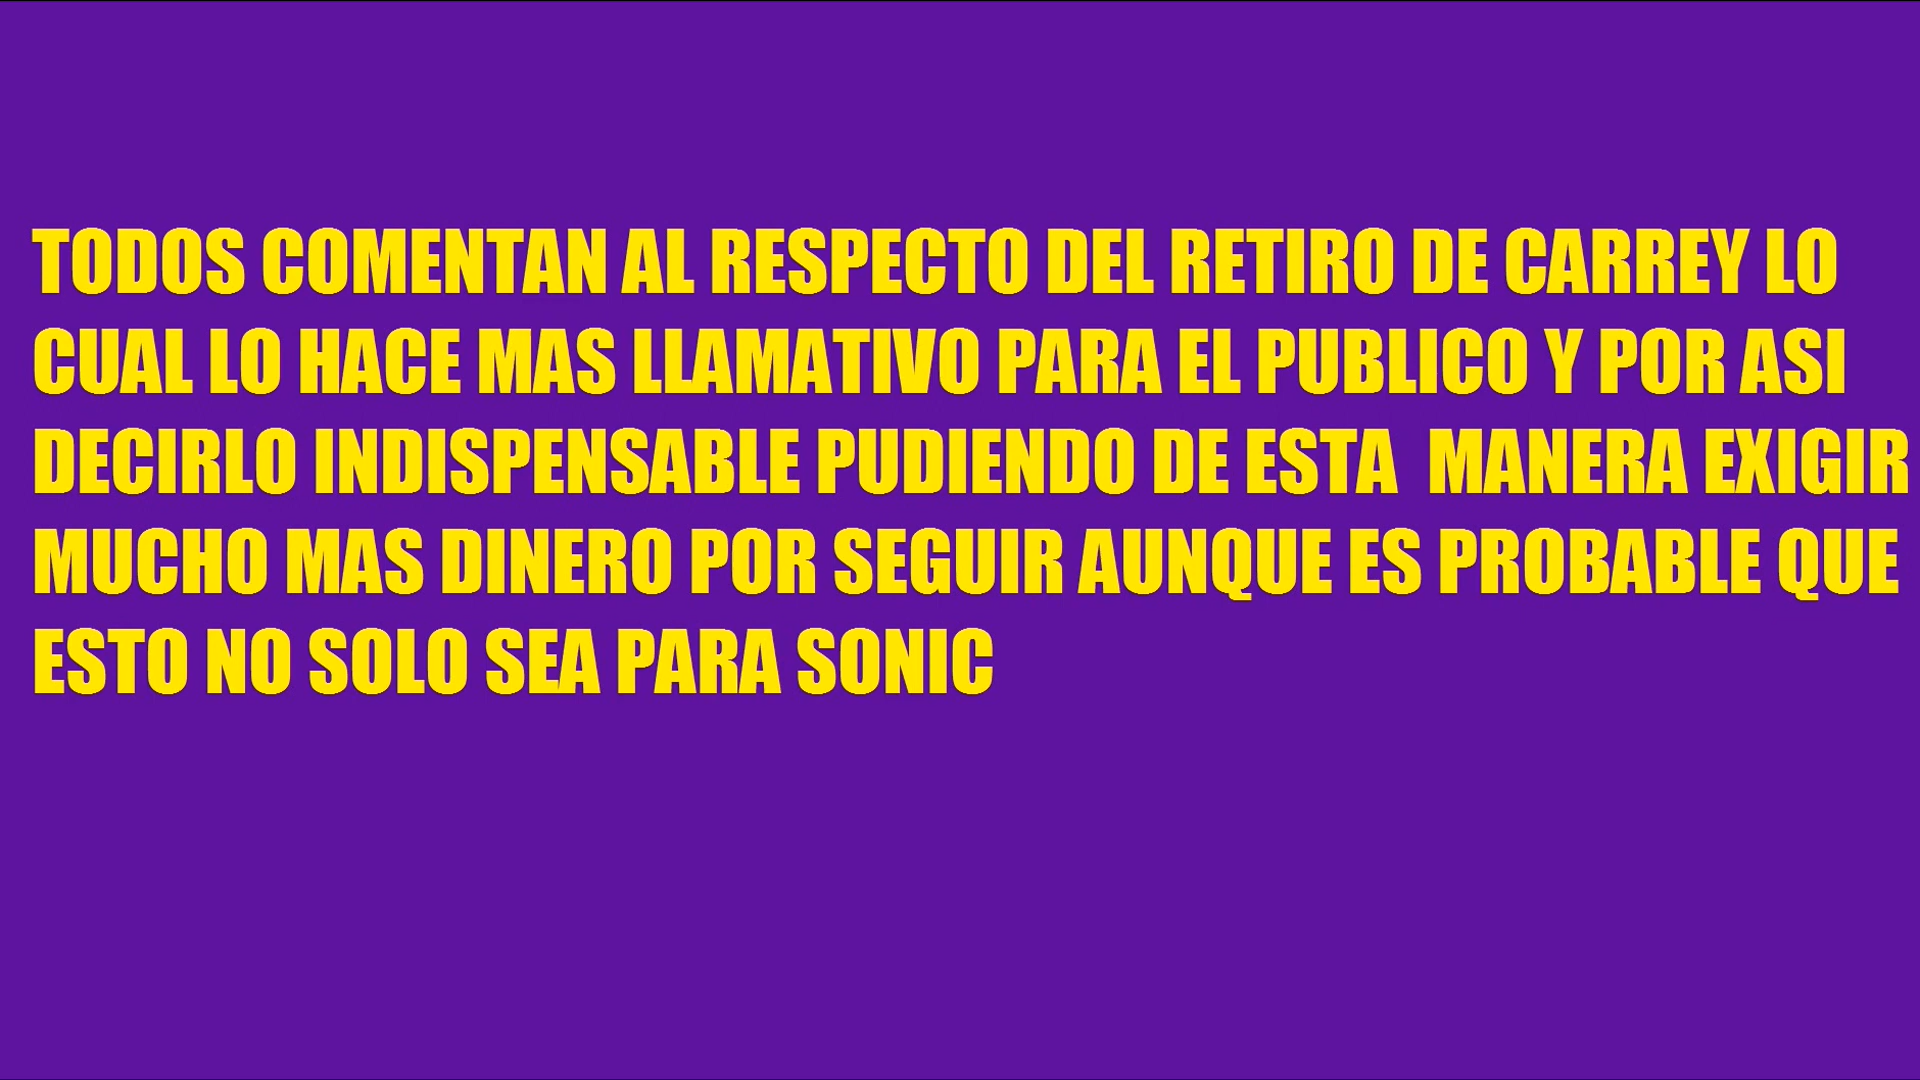 TODOS COMENTAN AL RESPECTO DEL RETIRO DE CARREY LO
CUAL LO HACE MAS LLAMATIVO PARA EL PUBLICO Y POR ASI
DECIRLO INDISPENSABLE PUDIENDO DE ESTA  MANERA EXIGIR
MUCHO MAS DINERO POR SEGUIR AUNQUE ES PROBABLE QUE
ESTO NO SOLO SEA PARA SONIC